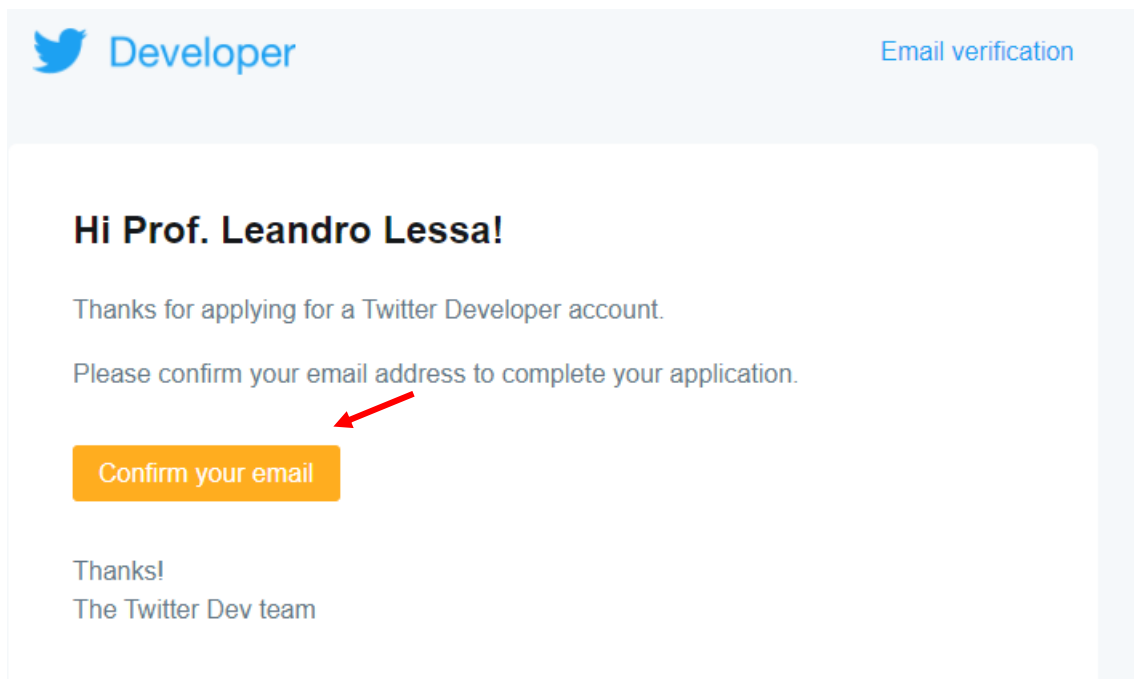 Developer
Email verification
Hi Prof. Leandro Lessa!
Thanks for applying for a Twitter Developer account.
Please confirm your email address to complete your application.
Confirm your email
Thanks!
The Twitter Dev team